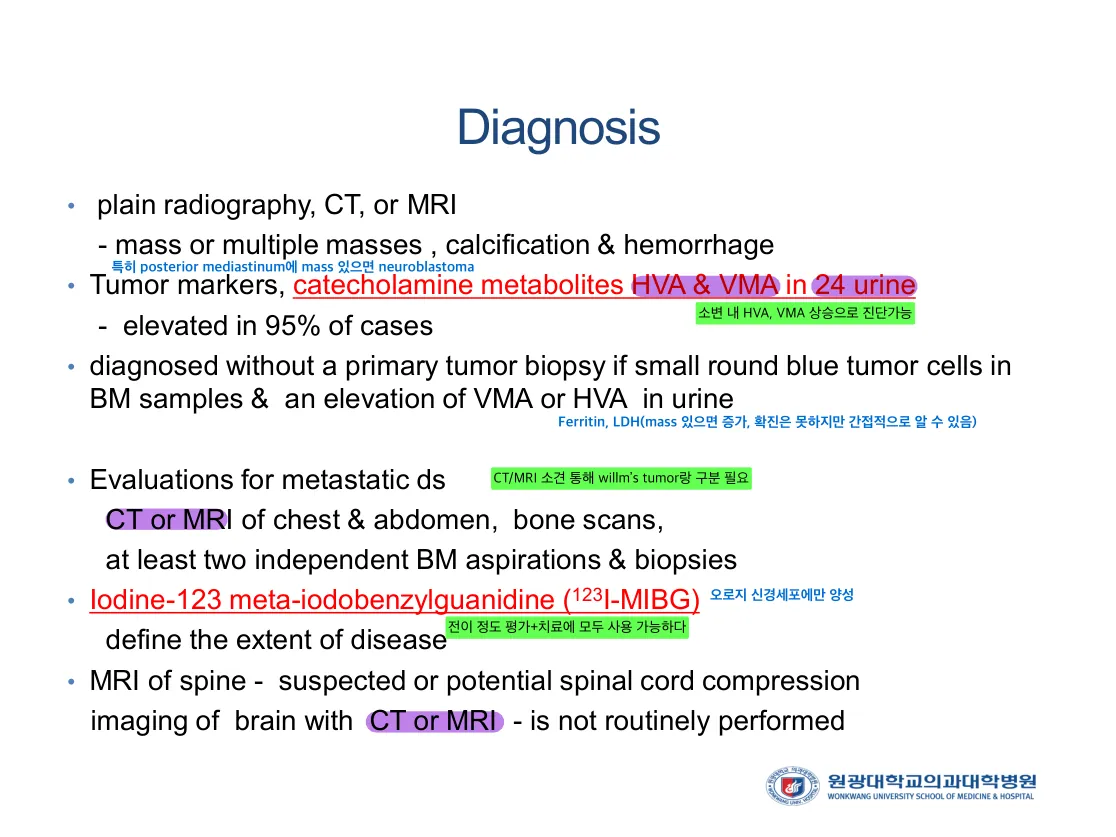 Diagnosis
• plain radiography, CT, or MRI
- mass or multiple masses , calcification & hemorrhage
특히 posterior mediastinum에 mass 있으면 neuroblastoma
• Tumor markers, catecholamine metabolites HVA & VMA in 24 urine
소변 내 HVA, VMA 상승으로 진단가능
- elevated in 95% of cases
• diagnosed without a primary tumor biopsy if small round blue tumor cells in
BM samples & an elevation of VMA or HVA in urine
Ferritin, LDH(mass 있으면 증가, 확진은 못하지만 간접적으로 알 수 있음)
• Evaluations for metastatic ds
CT/MRI 소견 통해 willm's tumor랑 구분 필요
CT or MRI of chest & abdomen, bone scans,
at least two independent BM aspirations & biopsies
• Iodine-123 meta-iodobenzylguanidine (123I-MIBG)
오로지 신경세포에만 양성
define the extent of disease
전이 정도 평가+치료에 모두 사용 가능하다
• MRI of spine - suspected or potential spinal cord compression
imaging of brain with CT or MRI - is not routinely performed
원광대학교의과대학병원
WONKWANG UNIVERSITY SCHOOL OF MEDICINE & HOSPITAL